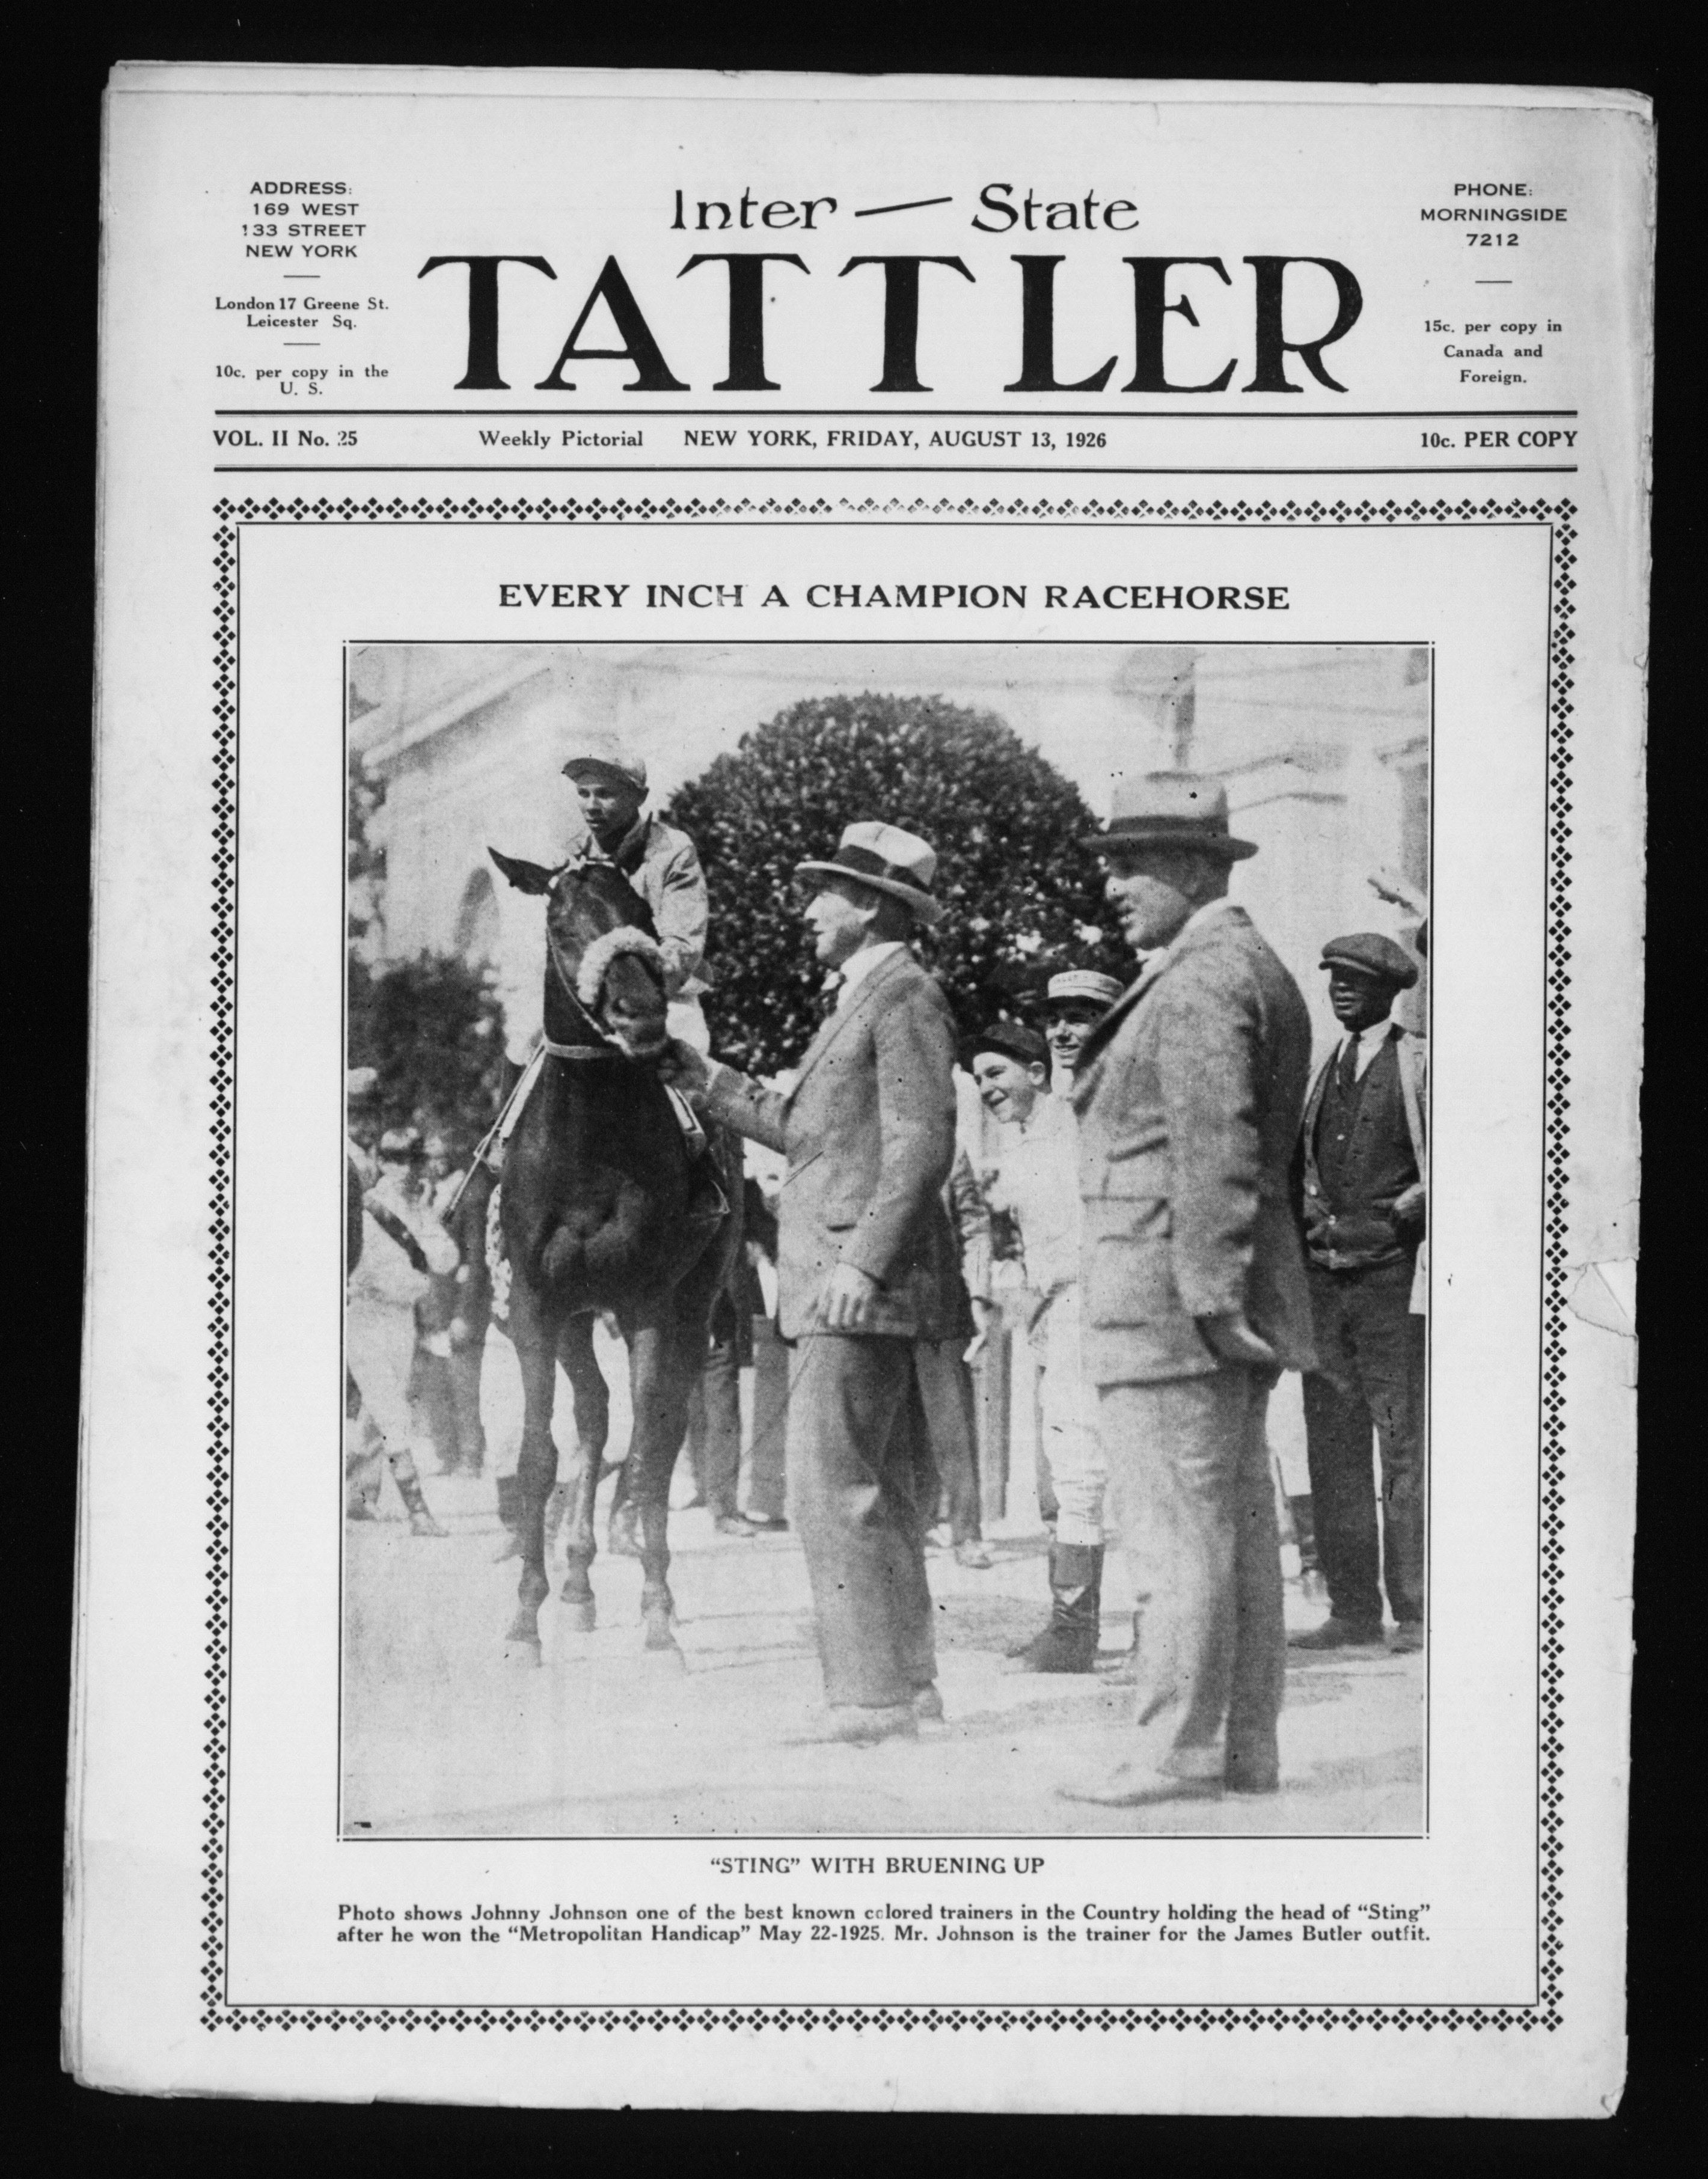 ADDRESS:
169 WEST
133 STREET
NEW YORK
London 17 Greene St.
Leicester Sq.
10c. per copy in the
U. S.
Inter — State
TATTLER
PHONE:
MORNINGSIDE
7212
15c. per copy in
Canada and
Foreign.
VOL. II No. 25 Weekly Pictorial NEW YORK, FRIDAY, AUGUST 13, 1926 10c. PER COPY
EVERY INCH A CHAMPION RACEHORSE
“STING” WITH BRUENING UP
Photo shows Johnny Johnson one of the best known colored trainers in the Country holding the head of “Sting”
after he won the “Metropolitan Handicap” May 22-1925. Mr. Johnson is the trainer for the James Butler outfit.